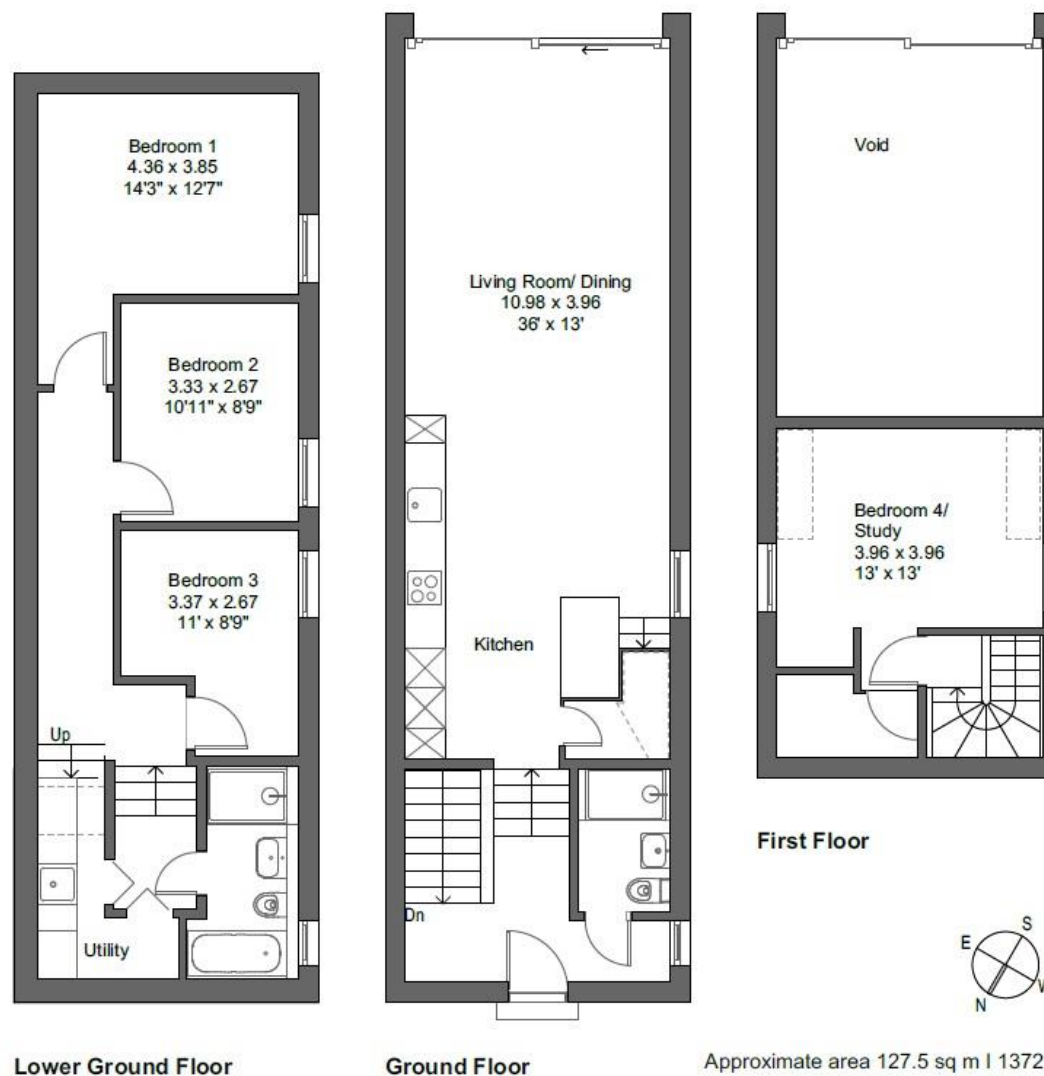 Bedroom 1
4.36 x 3.85
14'3" x 12'7"
Bedroom 2
3.33 x 2.67
10'11" x 8'9"
Bedroom 3
3.37 x 2.67
11' x 8'9"
Up
Utility
Lower Ground Floor
Living Room/ Dining
10.98 x 3.96
36' x 13'
Kitchen
Dn
Ground Floor
Void
Bedroom 4/
Study
3.96 x 3.96
13' x 13'
First Floor
S
E
W
N
Approximate area 127.5 sq m I 1372